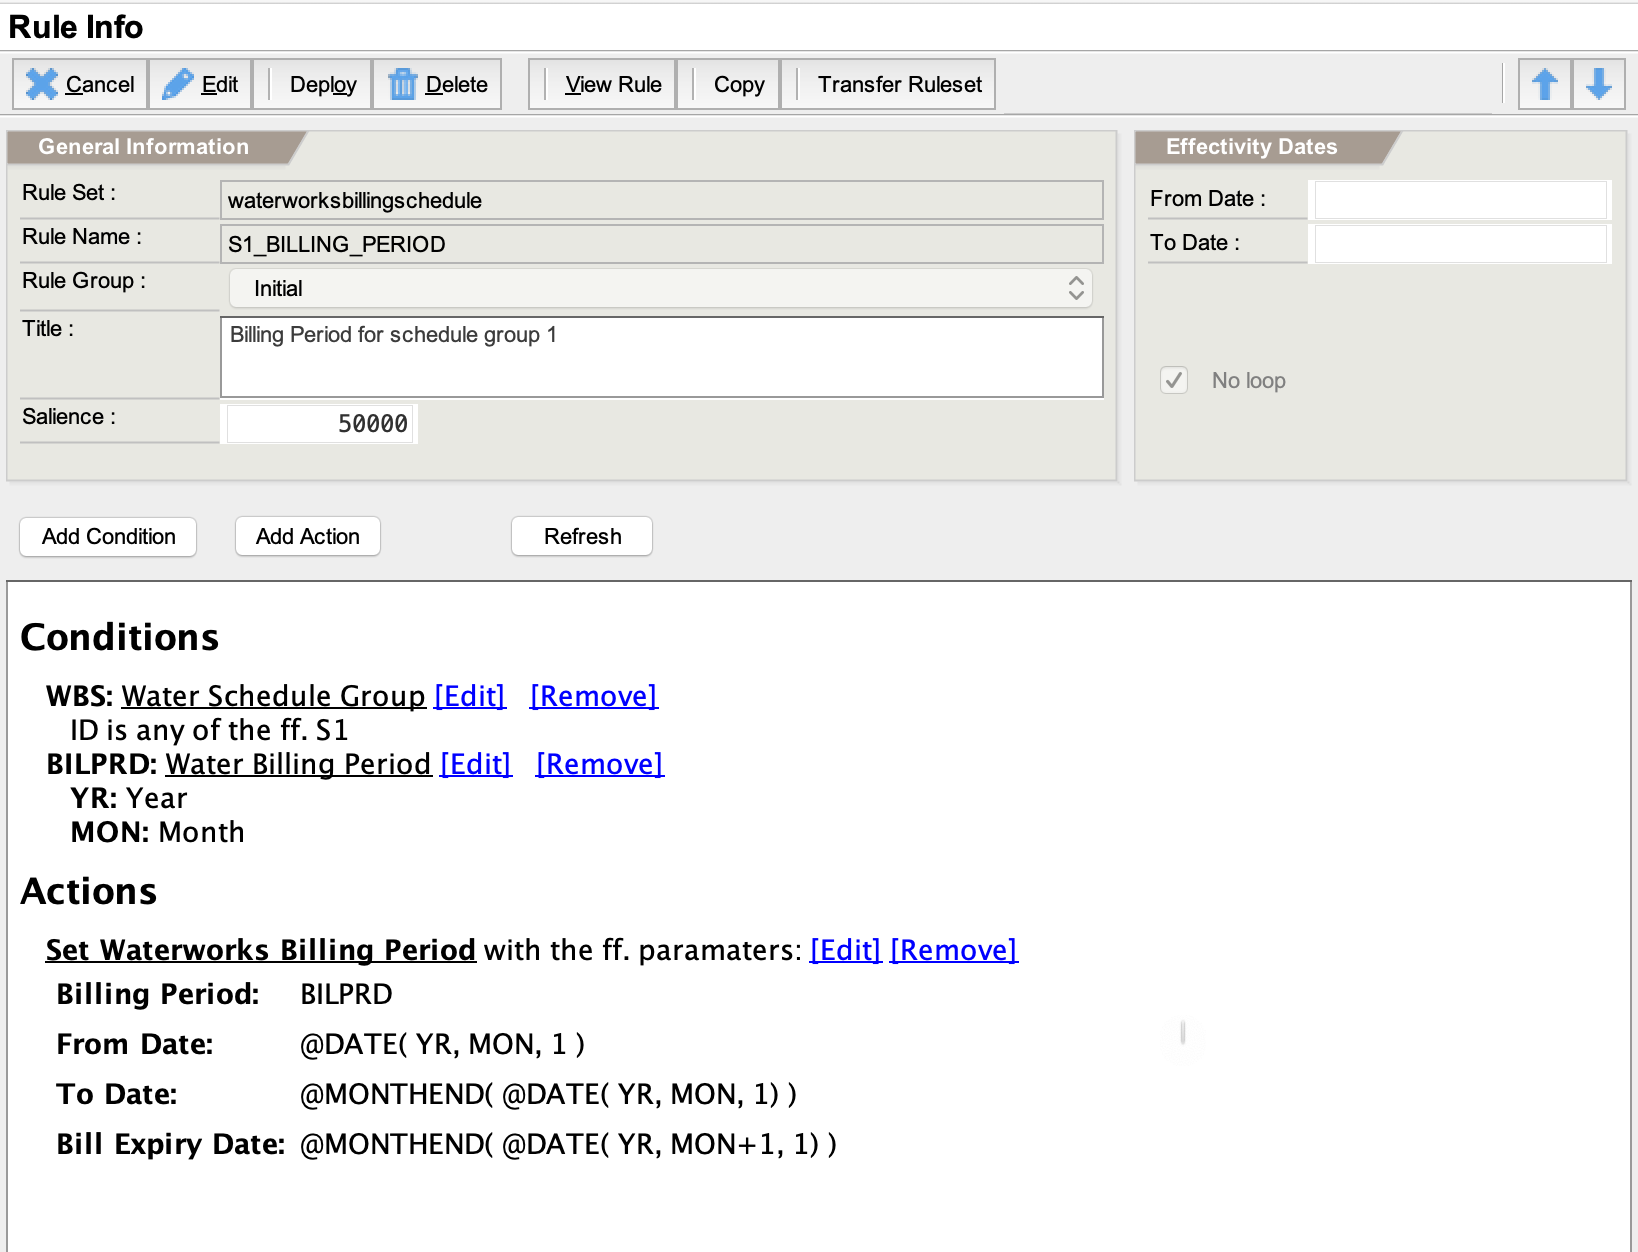 Rule Info
Cancel Edit Deploy Delete View Rule Copy Transfer Ruleset
General Information
Rule Set : waterworksbillingschedule
Rule Name : S1_BILLING_PERIOD
Rule Group : Initial
Title : Billing Period for schedule group 1
Salience : 50000
Effectivity Dates
From Date :
To Date :
No loop
Add Condition Add Action Refresh
Conditions
WBS: Water Schedule Group [Edit] [Remove]
ID is any of the ff. S1
BILPRD: Water Billing Period [Edit] [Remove]
YR: Year
MON: Month
Actions
Set Waterworks Billing Period with the ff. paramaters: [Edit] [Remove]
Billing Period: BILPRD
From Date: @DATE( YR, MON, 1 )
To Date: @MONTHEND( @DATE( YR, MON, 1) )
Bill Expiry Date: @MONTHEND( @DATE( YR, MON+1, 1) )